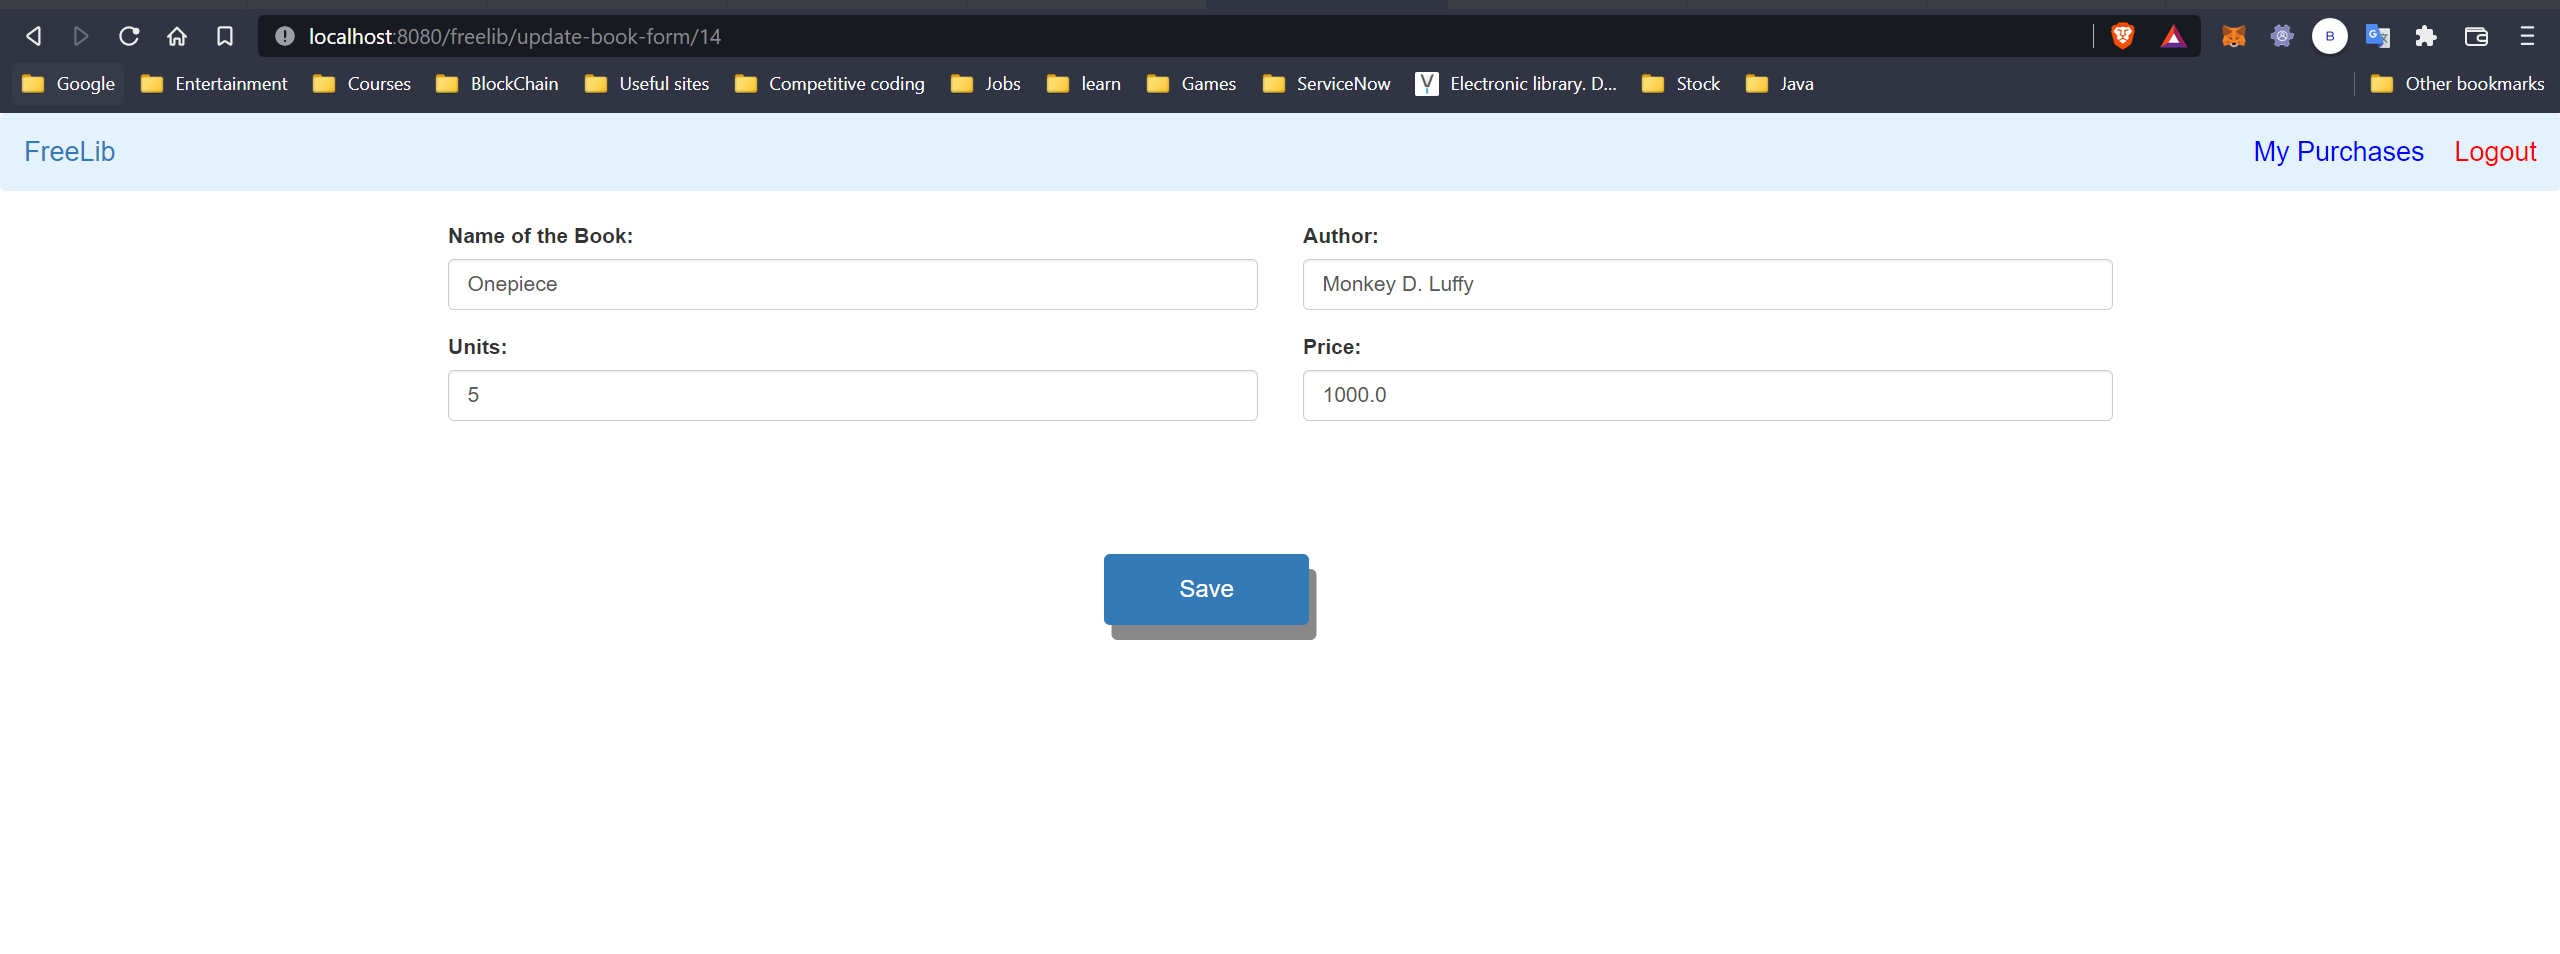 localhost:8080/freelib/update-book-form/14
B
Google Entertainment Courses BlockChain Useful sites Competitive coding Jobs learn Games ServiceNow Electronic library. D... Stock Java Other bookmarks
FreeLib My Purchases Logout
Name of the Book: Author:
Onepiece Monkey D. Luffy
Units: Price:
5 1000.0
Save